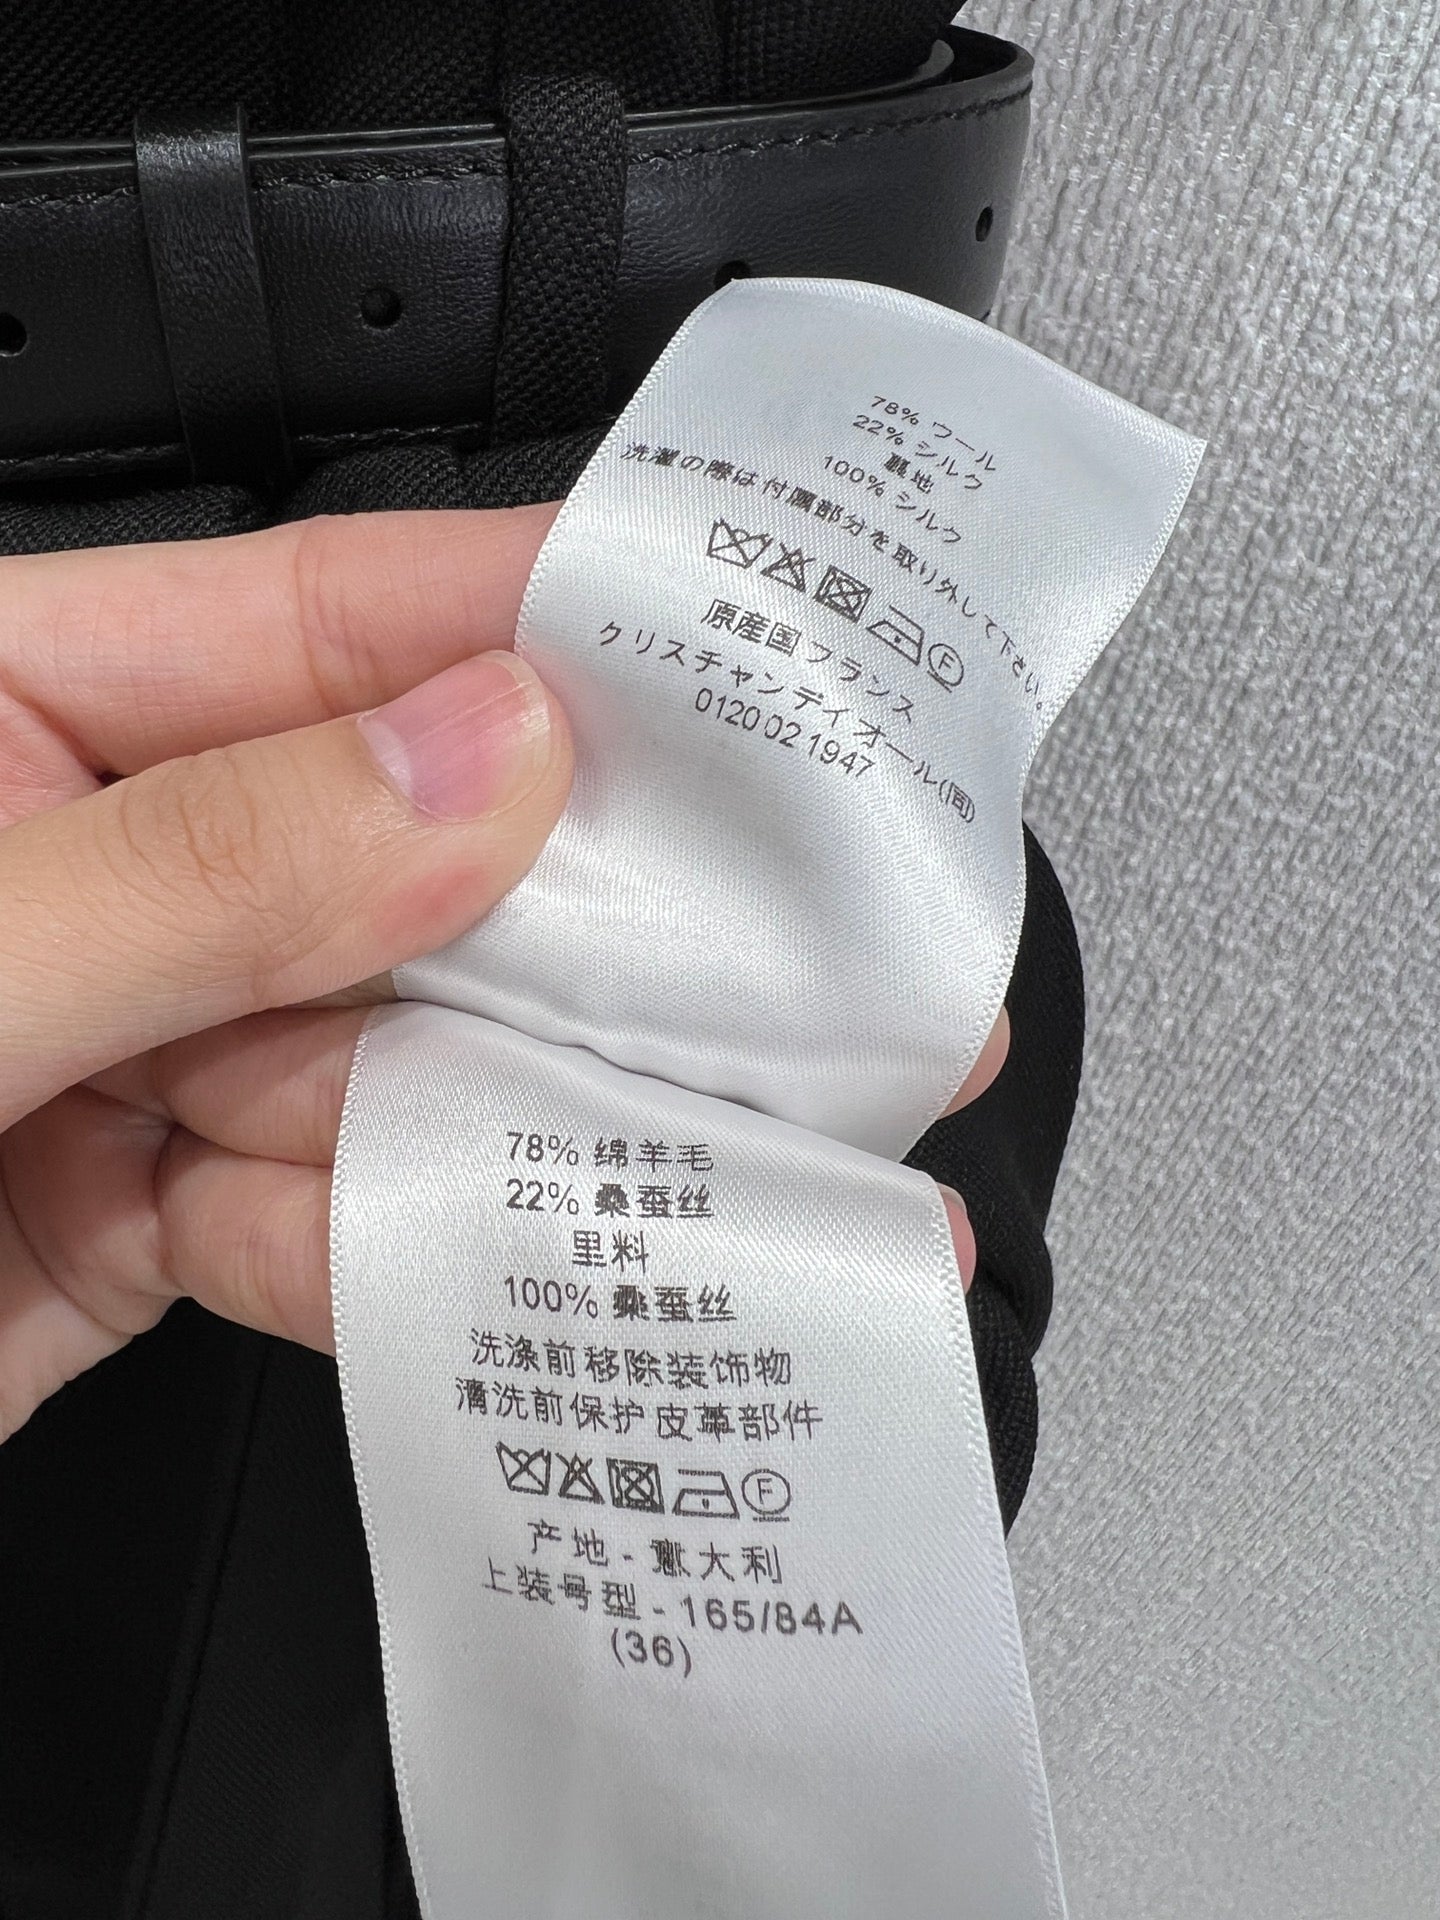 78% ウール
22% シルク
裏地
100% シルク
洗濯の際は付属部分を取り外して下さい。
F
原産国フランス
クリスチャンディオール(同)
0120 02 1947
78% 绵羊毛
22% 桑蚕丝
里料
100% 桑蚕丝
洗涤前移除装饰物
清洗前保护皮革部件
F
产地 - 意大利
上装号型 - 165/84A
(36)